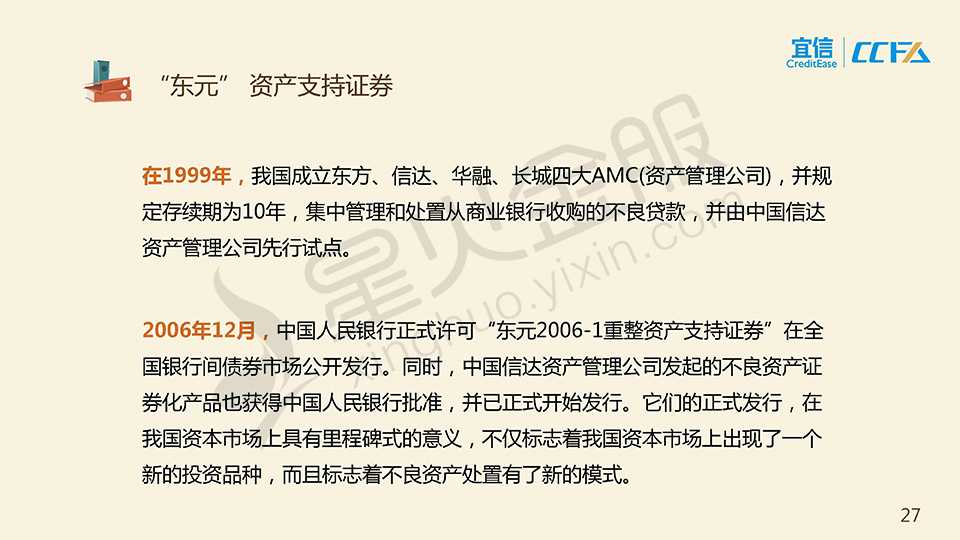 宜信
CreditEase
CCFA
“东元” 资产支持证券
在1999年，我国成立东方、信达、华融、长城四大AMC(资产管理公司)，并规
定存续期为10年，集中管理和处置从商业银行收购的不良贷款，并由中国信达
资产管理公司先行试点。
2006年12月，中国人民银行正式许可“东元2006-1重整资产支持证券”在全
国银行间债券市场公开发行。同时，中国信达资产管理公司发起的不良资产证
券化产品也获得中国人民银行批准，并已正式开始发行。它们的正式发行，在
我国资本市场上具有里程碑式的意义，不仅标志着我国资本市场上出现了一个
新的投资品种，而且标志着不良资产处置有了新的模式。
星火金服
xinghuo.yixin.com
27